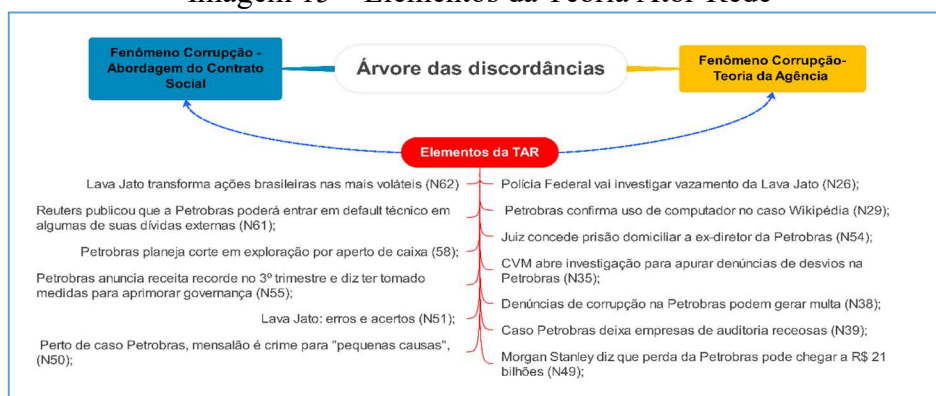 Imagem 15 – Elementos da Teoria Ator-Rede
Fenômeno Corrupção -
Abordagem do Contrato
Social
Árvore das discordâncias
Fenômeno Corrupção-
Teoria da Agência
Elementos da TAR
Lava Jato transforma ações brasileiras nas mais voláteis (N62)
Reuters publicou que a Petrobras poderá entrar em default técnico em
algumas de suas dívidas externas (N61);
Petrobras planeja corte em exploração por aperto de caixa (58);
Petrobras anuncia receita recorde no 3º trimestre e diz ter tomado
medidas para aprimorar governança (N55);
Lava Jato: erros e acertos (N51);
Perto de caso Petrobras, mensalão é crime para "pequenas causas",
(N50);
Polícia Federal vai investigar vazamento da Lava Jato (N26);
Petrobras confirma uso de computador no caso Wikipédia (N29);
Juiz concede prisão domiciliar a ex-diretor da Petrobras (N54);
CVM abre investigação para apurar denúncias de desvios na
Petrobras (N35);
Denúncias de corrupção na Petrobras podem gerar multa (N38);
Caso Petrobras deixa empresas de auditoria receosas (N39);
Morgan Stanley diz que perda da Petrobras pode chegar a R$ 21
bilhões (N49);